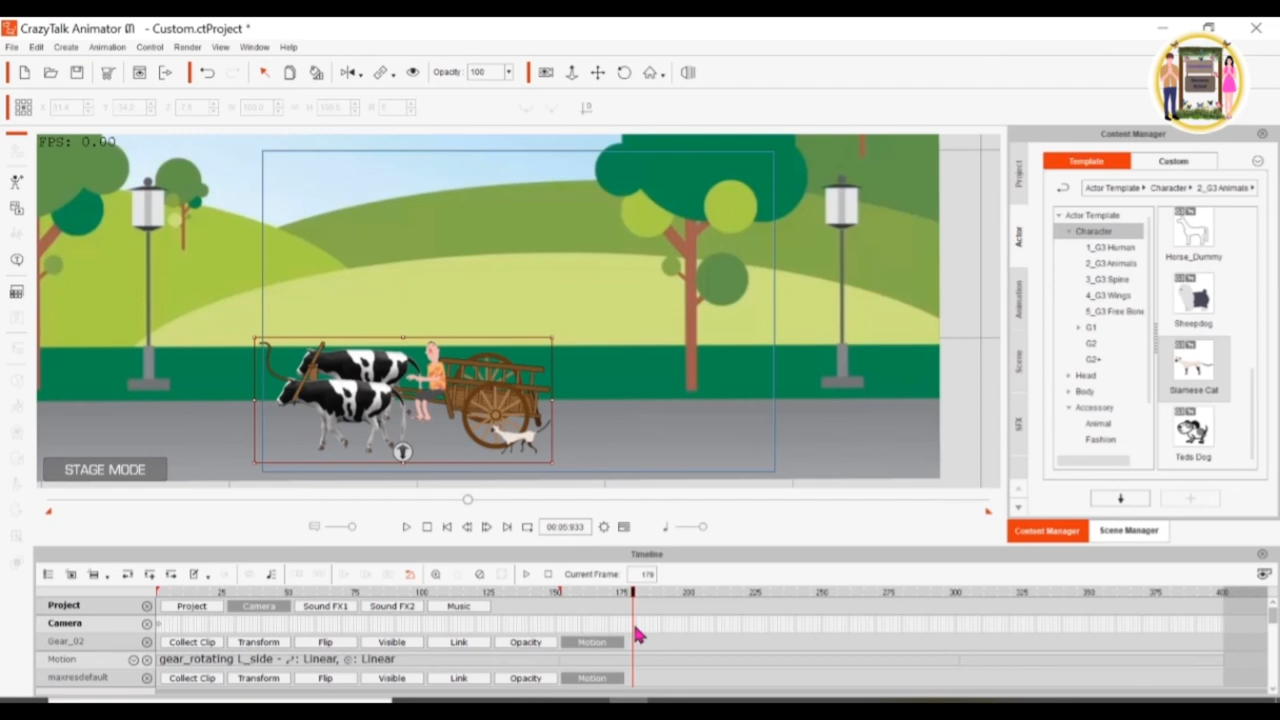 CrazyTalk Animator - Custom.ctProject *
File Edit Create Animation Control Render View Window Help
Opacity: 100
FPS: 0.00
STAGE MODE
Content Manager
Project
Actor
Animation
Scene
SFX
Template Custom
Actor Template Character 2_G3 Animals
Actor Template
Character
1_G3 Human
2_G3 Animals
3_G3 Spine
4_G3 Wings
5_G3 Free Bone
G1
G2
G2+
Head
Body
Accessory
Animal
Fashion
Horse_Dummy
Sheepdog
Siamese Cat
Teds Dog
Content Manager Scene Manager
00:05:933
Timeline
Current Frame: 179
25 50 75 100 125 150 175 200 225 250 275 300 325 350 375 400
Project Project Camera Sound FX1 Sound FX2 Music
Camera
Gear_02 Collect Clip Transform Flip Visible Link Opacity Motion
Motion gear_rotating L_side - : Linear, : Linear
maxresdefault Collect Clip Transform Flip Visible Link Opacity Motion